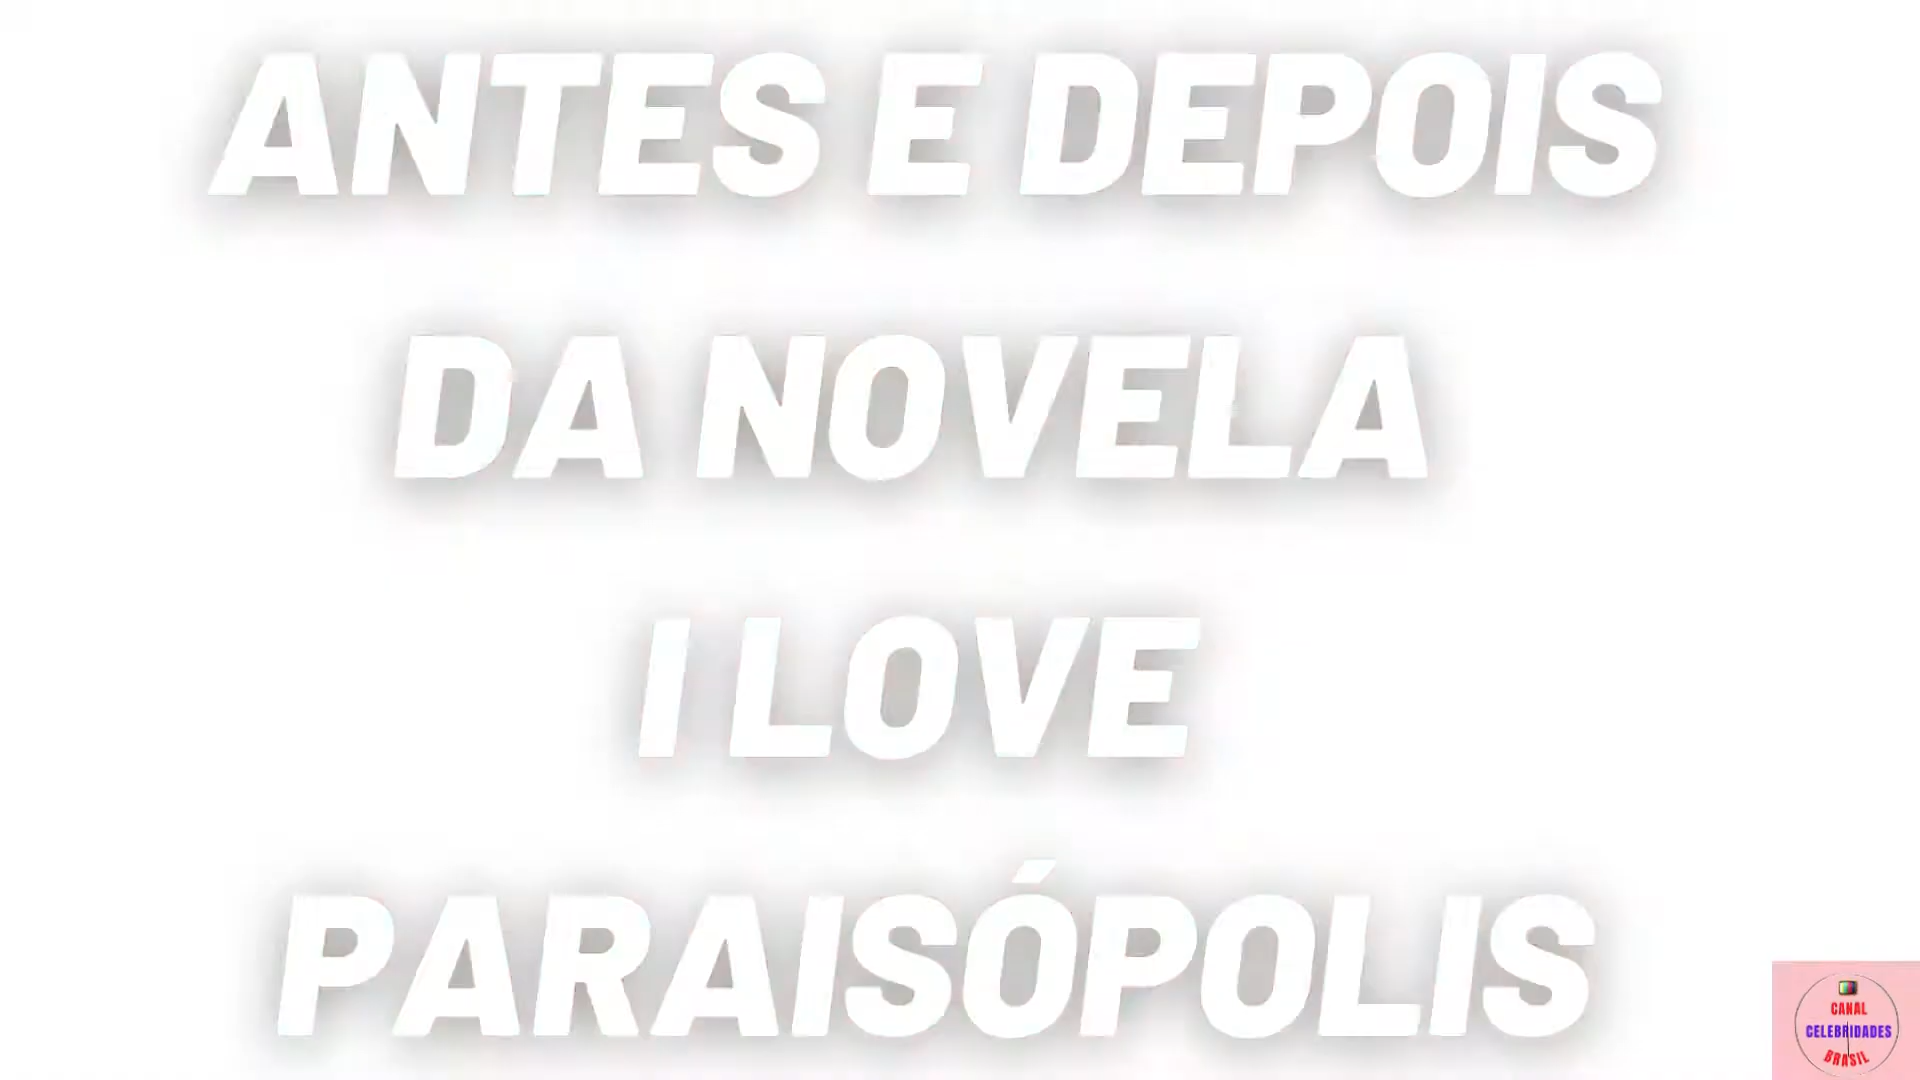 ANTES E DEPOIS
DA NOVELA
I LOVE
PARAISÓPOLIS
CANAL
CELEBRIDADES
BRASIL